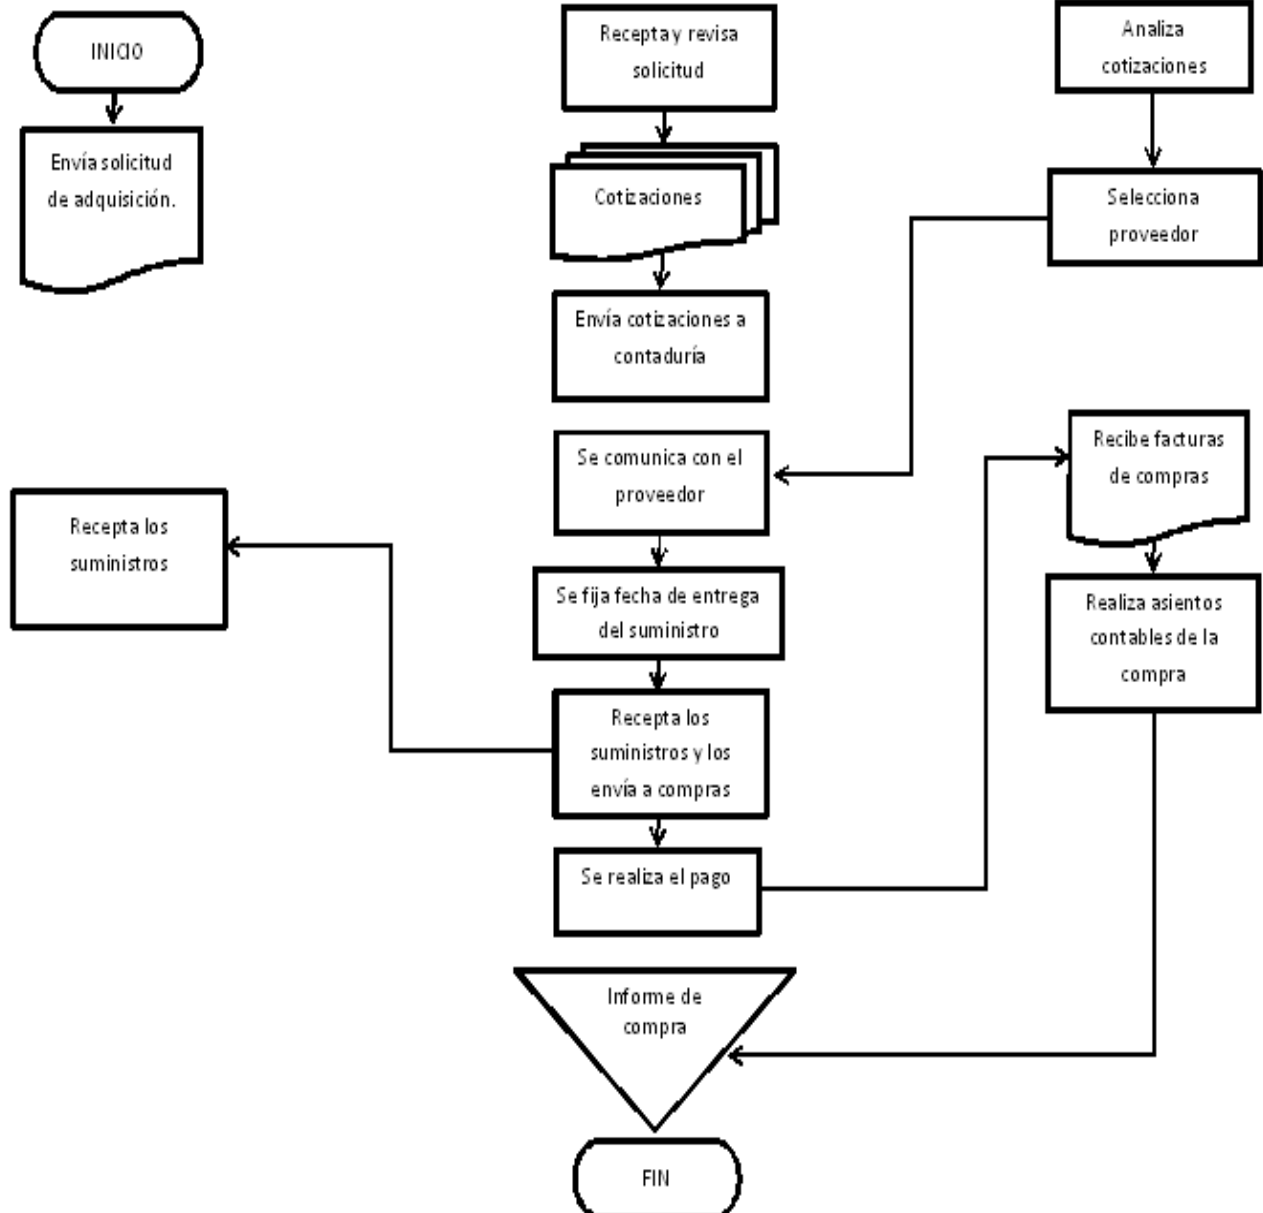 INICIO
Envía solicitud
de adquisición.
Recepta y revisa
solicitud
Cotizaciones
Envía cotizaciones a
contaduría
Analiza
cotizaciones
Selecciona
proveedor
Se comunica con el
proveedor
Se fija fecha de entrega
del suministro
Recepta los
suministros y los
envía a compras
Recepta los
suministros
Se realiza el pago
Recibe facturas
de compras
Realiza asientos
contables de la
compra
Informe de
compra
FIN